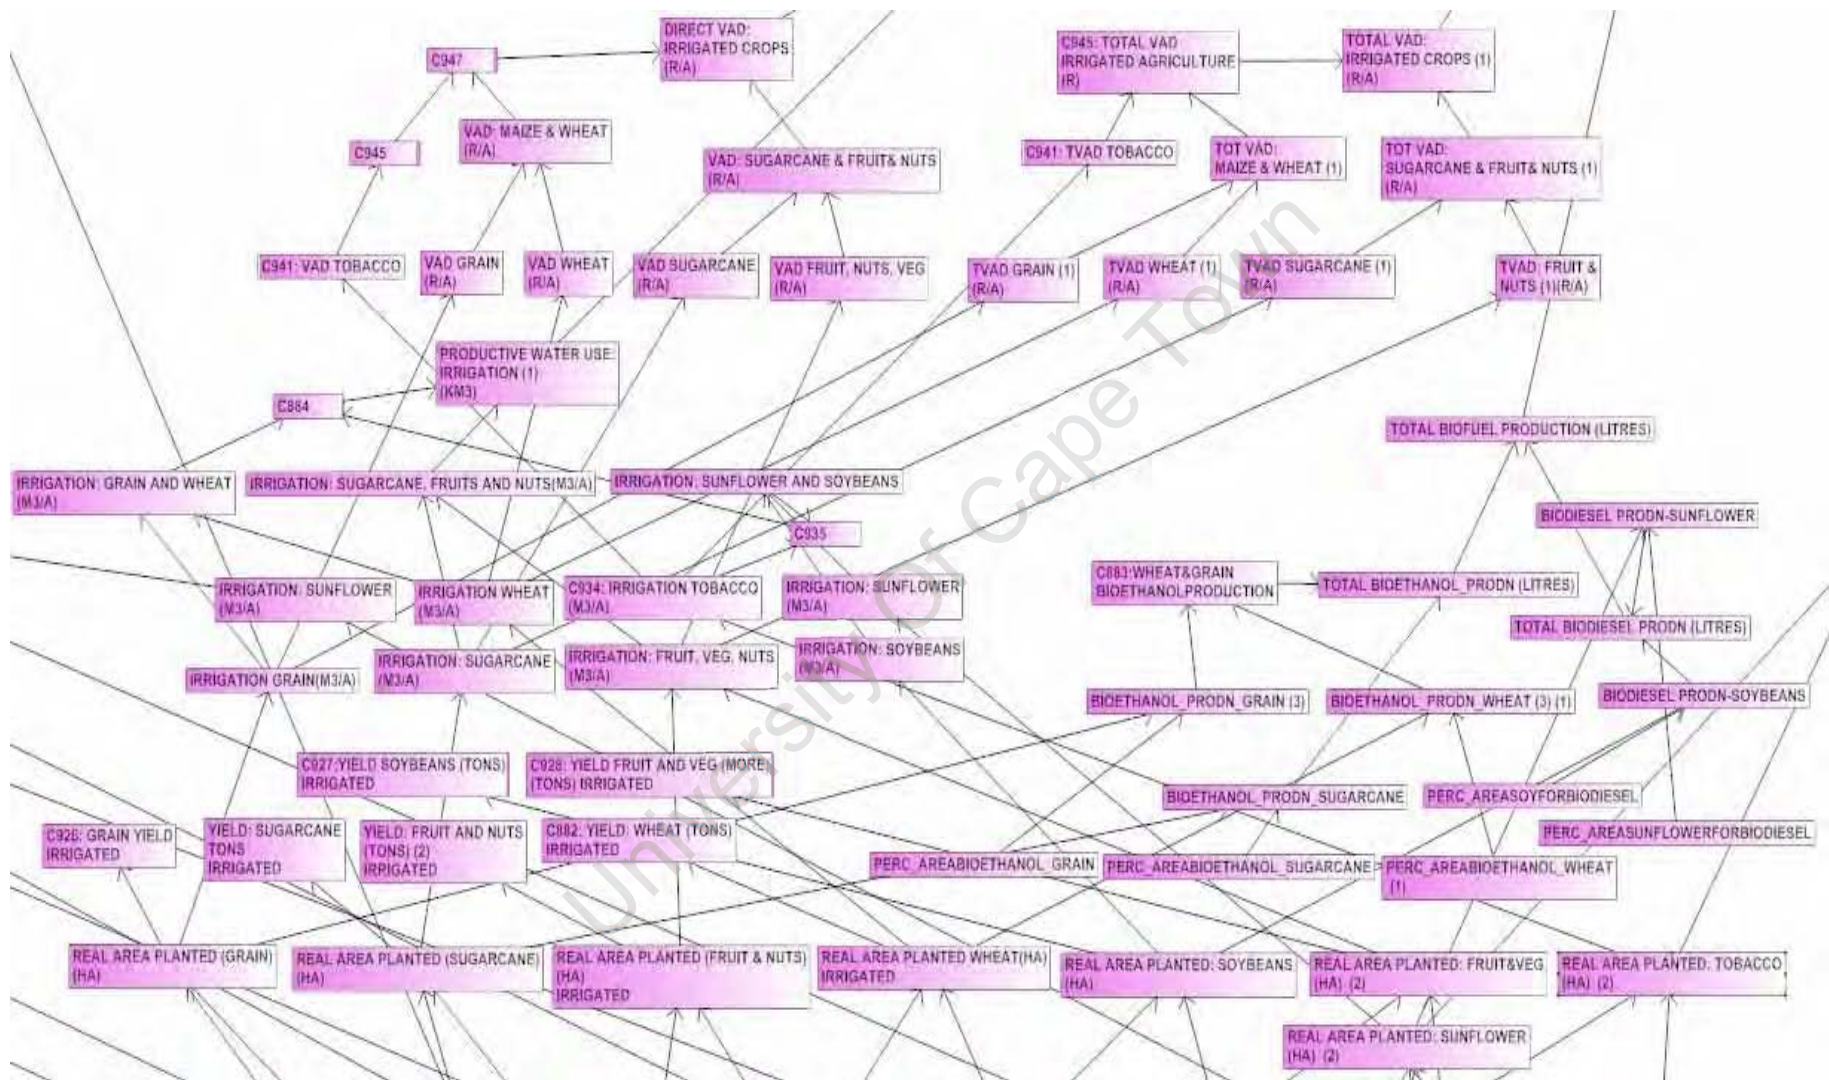 DIRECT VAD:
IRRIGATED CROPS
(R/A)
C947
C945: TOTAL VAD
IRRIGATED AGRICULTURE
(R)
TOTAL VAD:
IRRIGATED CROPS (1)
(R/A)
C945
VAD: MAIZE & WHEAT
(R/A)
VAD: SUGARCANE & FRUIT& NUTS
(R/A)
C941: TVAD TOBACCO
TOT VAD:
MAIZE & WHEAT (1)
TOT VAD:
SUGARCANE & FRUIT& NUTS (1)
(R/A)
C941: VAD TOBACCO
VAD GRAIN
(R/A)
VAD WHEAT
(R/A)
VAD SUGARCANE
(R/A)
VAD FRUIT, NUTS, VEG
(R/A)
TVAD GRAIN (1)
(R/A)
TVAD WHEAT (1)
(R/A)
TVAD SUGARCANE (1)
(R/A)
TVAD: FRUIT &
NUTS (1)(R/A)
PRODUCTIVE WATER USE:
IRRIGATION (1)
(KM3)
C884
TOTAL BIOFUEL PRODUCTION (LITRES)
IRRIGATION: GRAIN AND WHEAT
(M3/A)
IRRIGATION: SUGARCANE, FRUITS AND NUTS(M3/A)
IRRIGATION: SUNFLOWER AND SOYBEANS
C935
BIODIESEL PRODN-SUNFLOWER
IRRIGATION: SUNFLOWER
(M3/A)
IRRIGATION WHEAT
(M3/A)
C934: IRRIGATION TOBACCO
(M3/A)
IRRIGATION: SUNFLOWER
(M3/A)
C883:WHEAT&GRAIN
BIOETHANOLPRODUCTION
TOTAL BIOETHANOL_PRODN (LITRES)
TOTAL BIODIESEL PRODN (LITRES)
IRRIGATION GRAIN(M3/A)
IRRIGATION: SUGARCANE
(M3/A)
IRRIGATION: FRUIT, VEG, NUTS
(M3/A)
IRRIGATION: SOYBEANS
(M3/A)
BIOETHANOL_PRODN_GRAIN (3)
BIOETHANOL_PRODN_WHEAT (3) (1)
BIODIESEL PRODN-SOYBEANS
C927:YIELD SOYBEANS (TONS)
IRRIGATED
C928: YIELD FRUIT AND VEG (MORE)
(TONS) IRRIGATED
BIOETHANOL_PRODN_SUGARCANE
PERC_AREASOYFORBIODIESEL
C926: GRAIN YIELD
IRRIGATED
YIELD: SUGARCANE
TONS
IRRIGATED
YIELD: FRUIT AND NUTS
(TONS) (2)
IRRIGATED
C882: YIELD: WHEAT (TONS)
IRRIGATED
PERC_AREASUNFLOWERFORBIODIESEL
PERC_AREABIOETHANOL_GRAIN
PERC_AREABIOETHANOL_SUGARCANE
PERC_AREABIOETHANOL_WHEAT
(1)
REAL AREA PLANTED (GRAIN)
(HA)
REAL AREA PLANTED (SUGARCANE)
(HA)
REAL AREA PLANTED (FRUIT & NUTS)
(HA)
IRRIGATED
REAL AREA PLANTED WHEAT(HA)
IRRIGATED
REAL AREA PLANTED: SOYBEANS
(HA)
REAL AREA PLANTED: FRUIT&VEG
(HA) (2)
REAL AREA PLANTED: TOBACCO
(HA) (2)
REAL AREA PLANTED: SUNFLOWER
(HA) (2)
University Of Cape Town